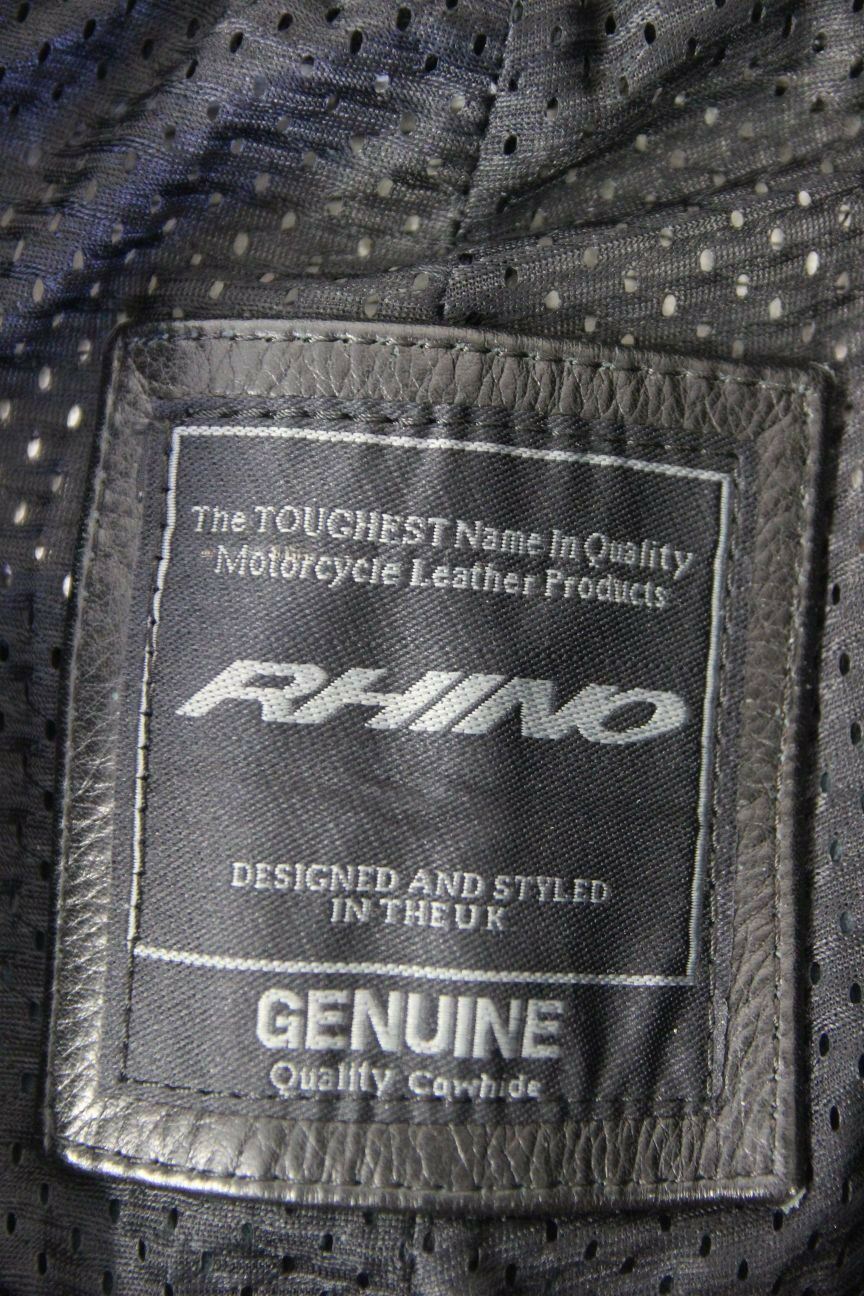 The TOUGHEST Name In Quality
Motorcycle Leather Products
RHINO
DESIGNED AND STYLED
IN THE UK
GENUINE
Quality Cowhide